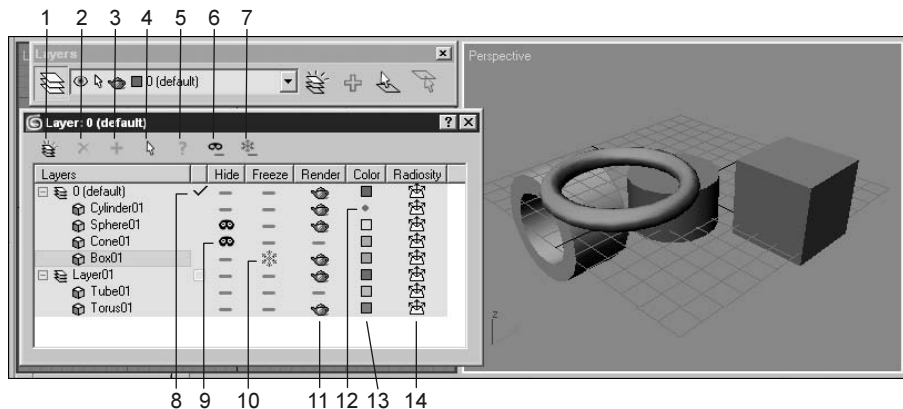 1 2 3 4 5 6 7
Layers
0 (default)
Perspective
Layer: 0 (default)
Layers Hide Freeze Render Color Radiosity
0 (default)
Cylinder01
Sphere01
Cone01
Box01
Layer01
Tube01
Torus01
z
8 9 10 11 12 13 14